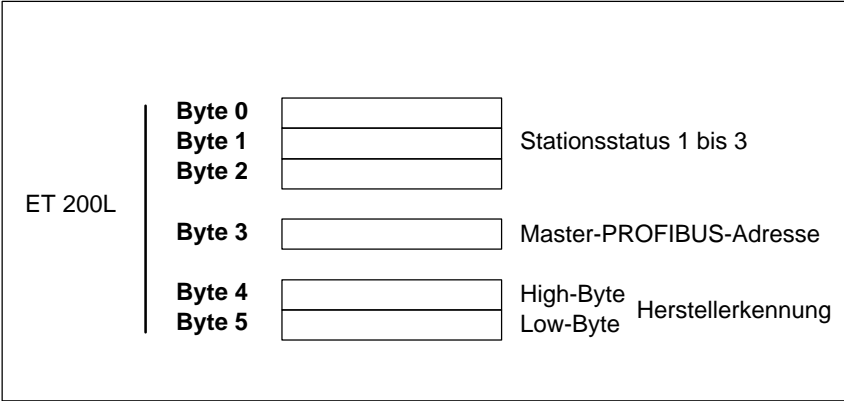 Byte 0
Byte 1 Stationsstatus 1 bis 3
Byte 2
ET 200L
Byte 3 Master-PROFIBUS-Adresse
Byte 4 High-Byte
Herstellerkennung
Byte 5 Low-Byte